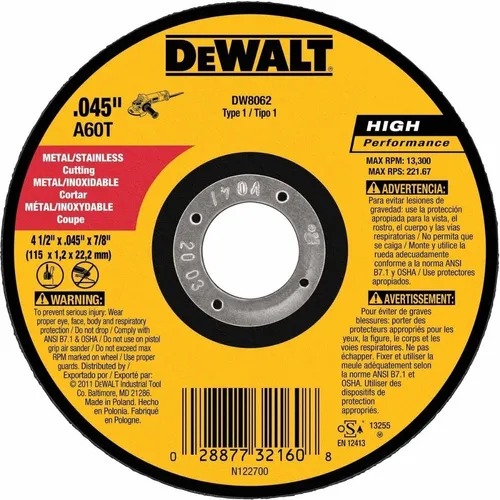 DEWALT
.045"
A60T
DW8062
Type 1 / Tipo 1
HIGH
Performance
MAX RPM: 13,300
MAX RPS: 221.67
METAL/STAINLESS
Cutting
METAL/INOXIDABLE
Cortar
MÉTAL/INOXYDABLE
Coupe
4 1/2" x .045" x 7/8"
(115 x 1,2 x 22,2 mm)
WARNING:
To prevent serious injury: Wear
proper eye, face, body and respiratory
protection • Do not drop / Comply with
ANSI B7.1 & OSHA / Do not use on pistol
grip air sander / Do not exceed max
RPM marked on wheel / Use proper
guards. Distributed by /
Exportado por / Exporté par:
© 2011 DEWALT Industrial Tool
Co. Baltimore, MD 21286.
Made in Poland. Hecho
en Polonia. Fabriqué
en Pologne.
ADVERTENCIA:
Para evitar lesiones de
gravedad: use la protección
apropiada para la vista, el
rostro, el cuerpo y las vías
respiratorias / No permita que
se caiga / Monte y utilice la
rueda adecuadamente
conforme a la norma ANSI
B7.1 y OSHA / Use protectores
apropiados.
AVERTISSEMENT:
Pour éviter de graves
blessures: porter des
protecteurs appropriés pour les
yeux, la figure, le corps et les
voies respiratoires. Ne pas
échapper. Fixer et utiliser la
meule adéquatement selon
la norme ANSI B7.1 et
OSHA. Utiliser des
dispositifs de
protection appropriés.
V04/
2003
0 28877 32160 8
N122700
EN 12413
13255